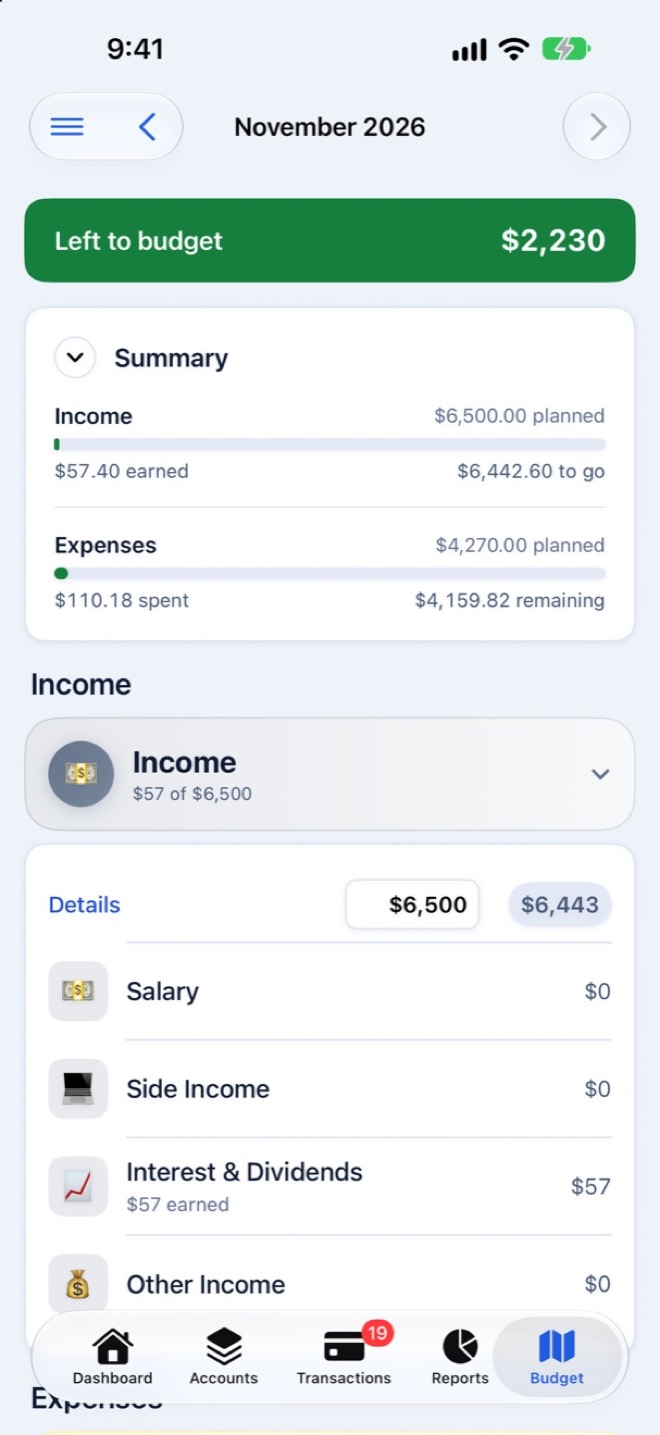 9:41
November 2026
Left to budget $2,230
Summary
Income $6,500.00 planned
$57.40 earned $6,442.60 to go
Expenses $4,270.00 planned
$110.18 spent $4,159.82 remaining
Income
Income
$57 of $6,500
Details $6,500 $6,443
Salary $0
Side Income $0
Interest & Dividends
$57 earned
$57
Other Income $0
19
Dashboard Accounts Transactions Reports Budget
Expenses